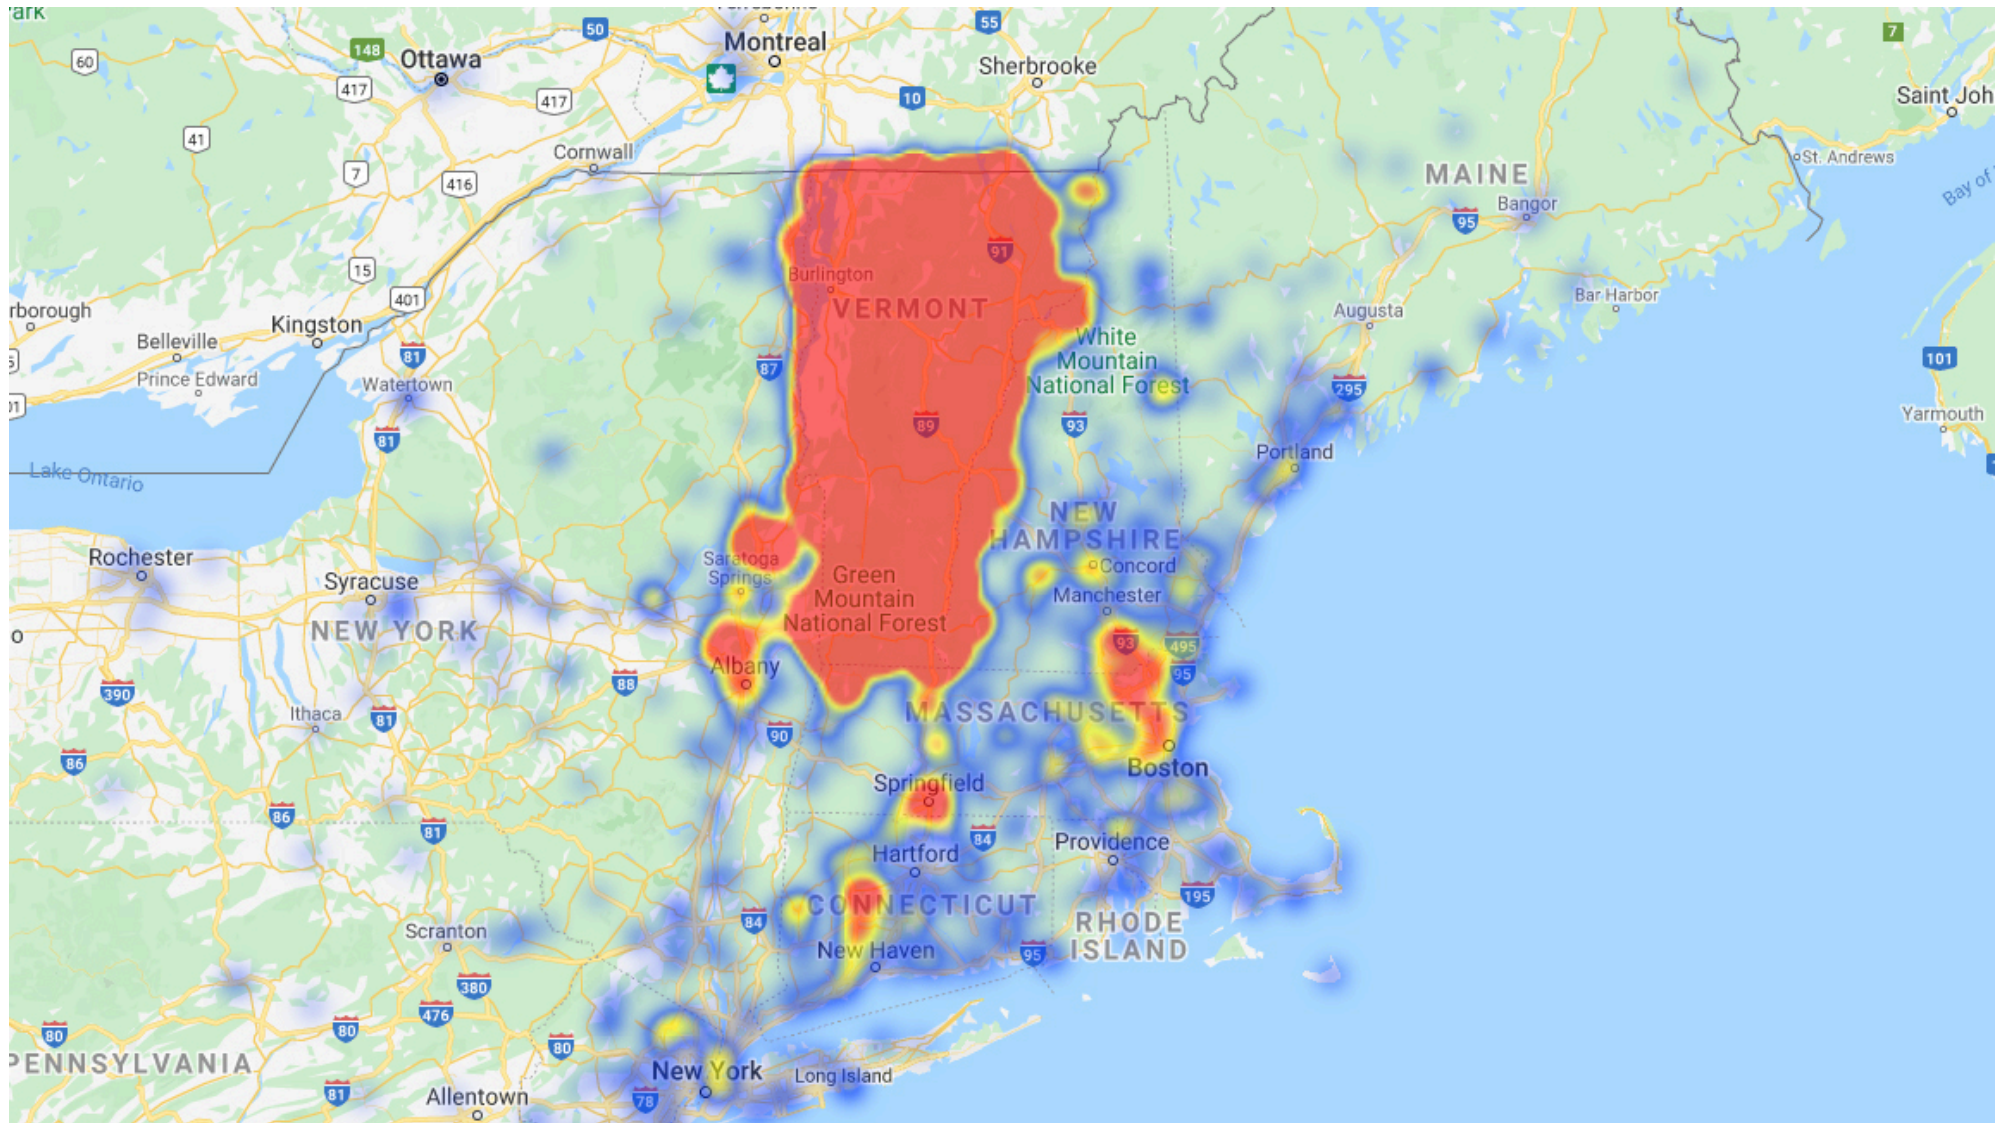 ark
50
55
Montreal
7
148
Ottawa
60
Sherbrooke
417
417
10
Saint Joh
41
Cornwall
St. Andrews
7
416
MAINE
Bangor
95
Bay of
91
15
Burlington
401
VERMONT
Bar Harbor
rborough
Augusta
Kingston
Belleville
81
White
Mountain
National Forest
101
87
Prince Edward
Watertown
295
Yarmouth
89
93
81
Portland
Lake Ontario
NEW
HAMPSHIRE
Rochester
Saratoga
Springs
Concord
Syracuse
Green
Mountain
National Forest
Manchester
NEW YORK
o
93
495
95
Albany
88
390
MASSACHUSETTS
Ithaca
81
90
86
Boston
Springfield
86
81
84
Providence
Hartford
195
CONNECTICUT
84
RHODE
ISLAND
Scranton
New Haven
95
380
476
80
80
80
PENNSYLVANIA
New York
Long Island
81
Allentown
78